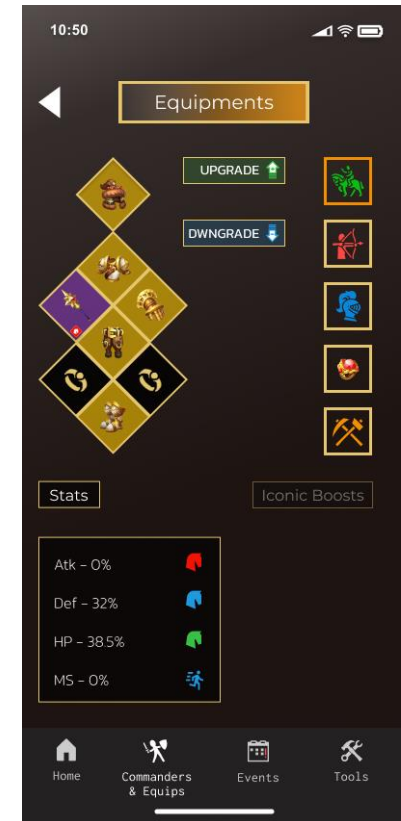 10:50
Equipments
UPGRADE
DWNGRADE
Stats
Iconic Boosts
Atk – 0%
Def – 32%
HP – 38.5%
MS – 0%
Home
Commanders
& Equips
Events
Tools